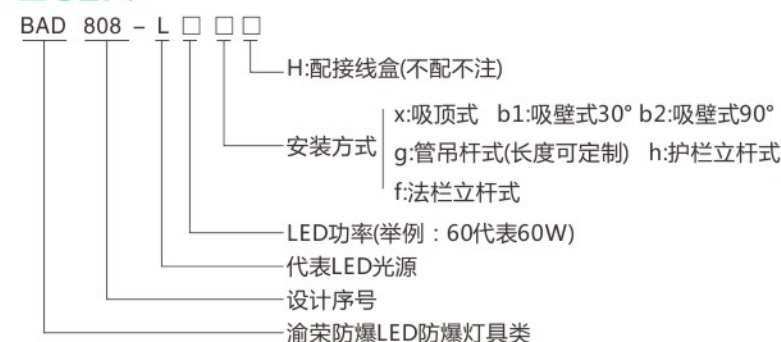 BAD 808 - L □ □ □
H:配接线盒(不配不注)
x:吸顶式 b1:吸壁式30° b2:吸壁式90°
安装方式
g:管吊杆式(长度可定制) h:护栏立杆式
f:法栏立杆式
LED功率(举例：60代表60W)
代表LED光源
设计序号
渝荣防爆LED防爆灯具类